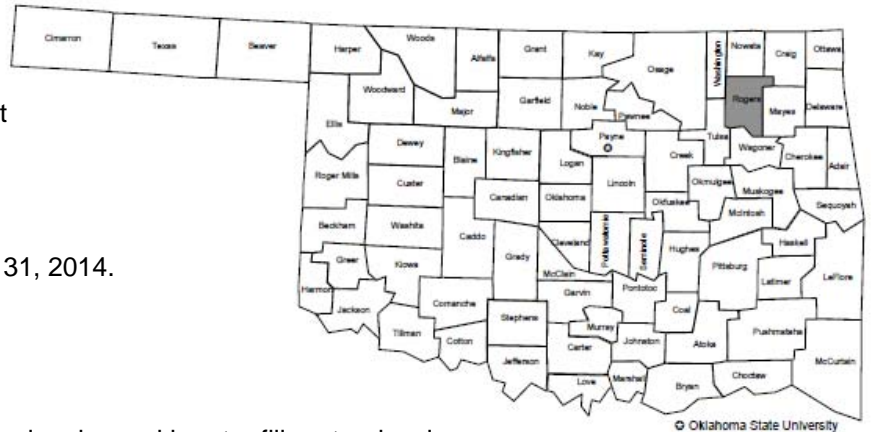 Cimarron Texas Beaver Harper Woods Alfalfa Grant Kay Osage Washington Nowata Craig Ottawa
t
Woodward Major Garfield Noble Pawnee Rogers Mayes Delaware
Ellis Dewey Blaine Kingfisher Logan Payne Creek Tulsa Wagoner Cherokee Adair
Roger Mills Custer Canadian Oklahoma Lincoln Okfuskee Okmulgee Muskogee McIntosh Sequoyah
Beckham Washita Caddo Grady Cleveland Pottawatomie Seminole Hughes Pittsburg Haskell
31, 2014.
Greer Kiowa McClain Garvin Pontotoc Coal Latimer LeFlore
Harmon Jackson Comanche Stephens Murray Johnston Atoka Pushmataha
Tillman Cotton Jefferson Carter Love Marshall Bryan Choctaw McCurtain
© Oklahoma State University